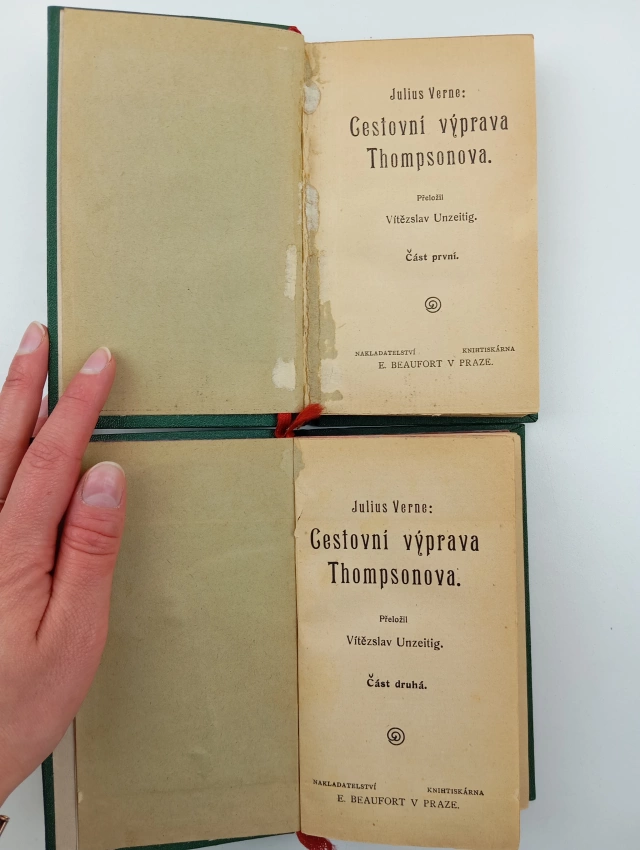 Julius Verne:
Cestovní výprava
Thompsonova.
Přeložil
Vítězslav Unzeitig.
Část první.
NAKLADATELSTVÍ KNIHTISKÁRNA
E. BEAUFORT V PRAZE.
Julius Verne:
Cestovní výprava
Thompsonova.
Přeložil
Vítězslav Unzeitig.
Část druhá.
NAKLADATELSTVÍ KNIHTISKÁRNA
E. BEAUFORT V PRAZE.